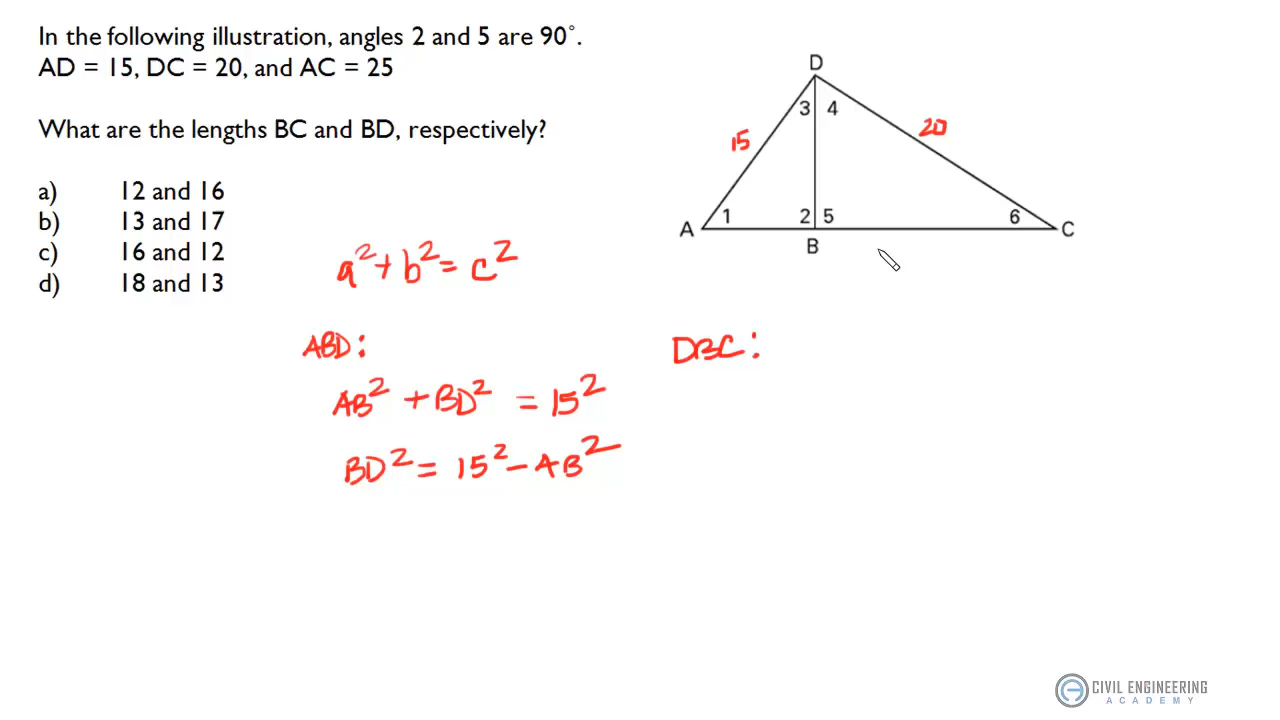 In the following illustration, angles 2 and 5 are 90°.
AD = 15, DC = 20, and AC = 25
What are the lengths BC and BD, respectively?
a) 12 and 16
b) 13 and 17
c) 16 and 12
d) 18 and 13
D
3 4
15
20
A 1 2 5 6 C
B
a² + b² = c²
ABD:
AB² + BD² = 15²
BD² = 15² - AB²
DBC:
CIVIL ENGINEERING
ACADEMY